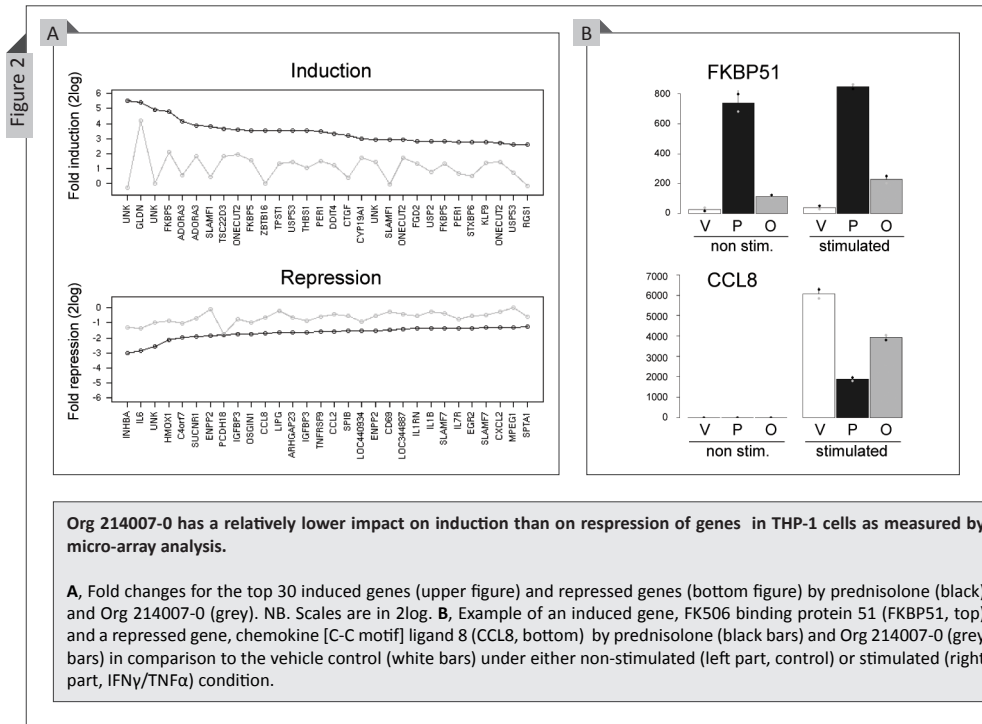 Figure 2
A
Induction
Fold induction (2log)
6
5
4
3
2
1
0
UNK
GLDN
UNK
FKBP5
ADORA3
ADORA3
SLAMF1
TSC22D3
ONECUT2
FKBP5
ZBTB16
TPST1
USP53
THBS1
PER1
DDIT4
CTGF
CYP19A1
UNK
SLAMF1
ONECUT2
FGD2
USP2
FKBP5
PER1
STXBP6
KLF9
ONECUT2
USP53
RGS1
Repression
Fold repression (2log)
0
-1
-2
-3
-4
-5
-6
INHBA
IL6
UNK
HMOX1
C4orf7
SUCNR1
ENPP2
PCDH18
IGFBP3
OSGIN1
CCL8
LIPG
ARHGAP23
IGFBP3
TNFRSF9
CCL2
SPIB
LOC440934
ENPP2
CD69
LOC344887
IL1RN
IL1B
SLAMF7
IL7R
EGR2
SLAMF7
CXCL2
MPEG1
SPTA1
B
FKBP51
800
600
400
200
0
V P O V P O
non stim. stimulated
CCL8
7000
6000
5000
4000
3000
2000
1000
0
V P O V P O
non stim. stimulated
Org 214007-0 has a relatively lower impact on induction than on respression of genes in THP-1 cells as measured by
micro-array analysis.
A, Fold changes for the top 30 induced genes (upper figure) and repressed genes (bottom figure) by prednisolone (black)
and Org 214007-0 (grey). NB. Scales are in 2log. B, Example of an induced gene, FK506 binding protein 51 (FKBP51, top)
and a repressed gene, chemokine [C-C motif] ligand 8 (CCL8, bottom) by prednisolone (black bars) and Org 214007-0 (grey
bars) in comparison to the vehicle control (white bars) under either non-stimulated (left part, control) or stimulated (right
part, IFNγ/TNFα) condition.